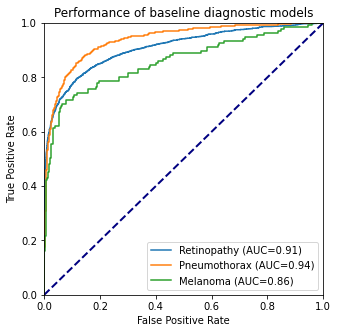 Performance of baseline diagnostic models
1.0
0.8
0.6
0.4
0.2
0.0
True Positive Rate
Retinopathy (AUC=0.91)
Pneumothorax (AUC=0.94)
Melanoma (AUC=0.86)
0.0 0.2 0.4 0.6 0.8 1.0
False Positive Rate